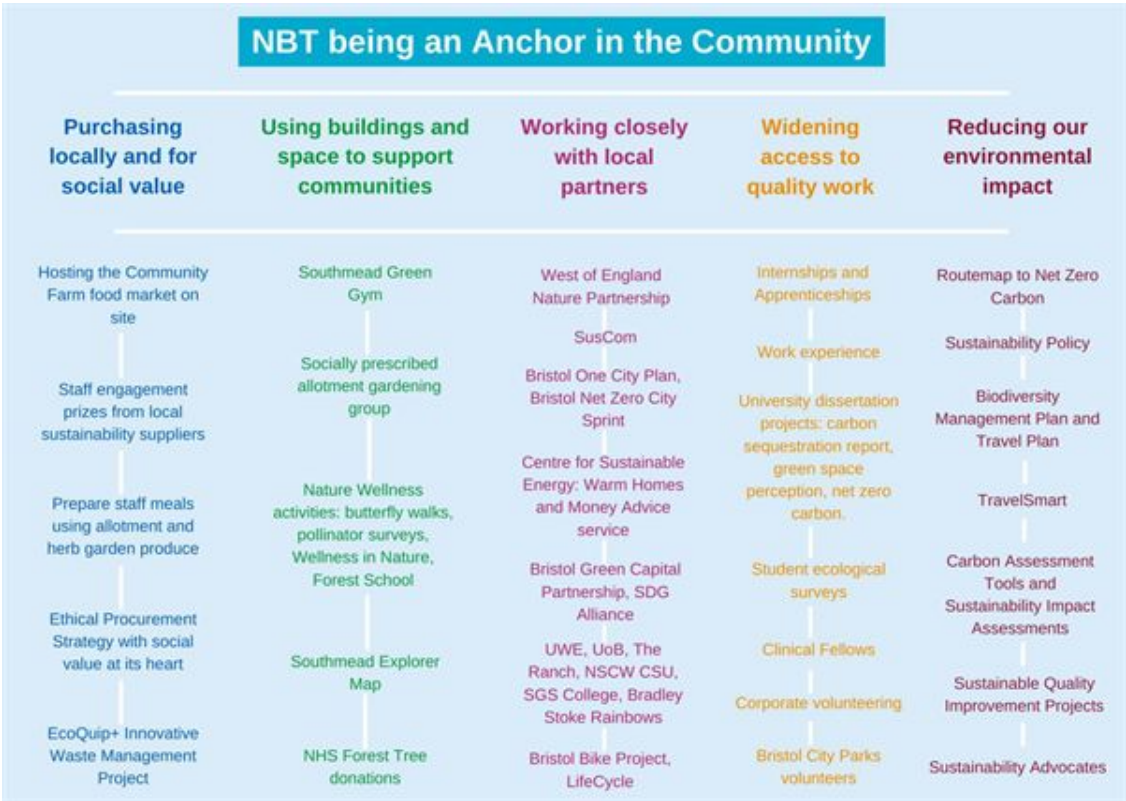 NBT being an Anchor in the Community
Purchasing
locally and for
social value
Using buildings and
space to support
communities
Working closely
with local
partners
Widening
access to
quality work
Reducing our
environmental
impact
Hosting the Community
Farm food market on
site
Staff engagement
prizes from local
sustainability suppliers
Prepare staff meals
using allotment and
herb garden produce
Ethical Procurement
Strategy with social
value at its heart
EcoQuip+ Innovative
Waste Management
Project
Southmead Green
Gym
Socially prescribed
allotment gardening
group
Nature Wellness
activities: butterfly walks,
pollinator surveys,
Wellness in Nature,
Forest School
Southmead Explorer
Map
NHS Forest Tree
donations
West of England
Nature Partnership
SusCom
Bristol One City Plan,
Bristol Net Zero City
Sprint
Centre for Sustainable
Energy: Warm Homes
and Money Advice
service
Bristol Green Capital
Partnership, SDG
Alliance
UWE, UoB, The
Ranch, NSCW CSU,
SGS College, Bradley
Stoke Rainbows
Bristol Bike Project,
LifeCycle
Internships and
Apprenticeships
Work experience
University dissertation
projects: carbon
sequestration report,
green space
perception, net zero
carbon.
Student ecological
surveys
Clinical Fellows
Corporate volunteering
Bristol City Parks
volunteers
Routemap to Net Zero
Carbon
Sustainability Policy
Biodiversity
Management Plan and
Travel Plan
TravelSmart
Carbon Assessment
Tools and
Sustainability Impact
Assessments
Sustainable Quality
Improvement Projects
Sustainability Advocates